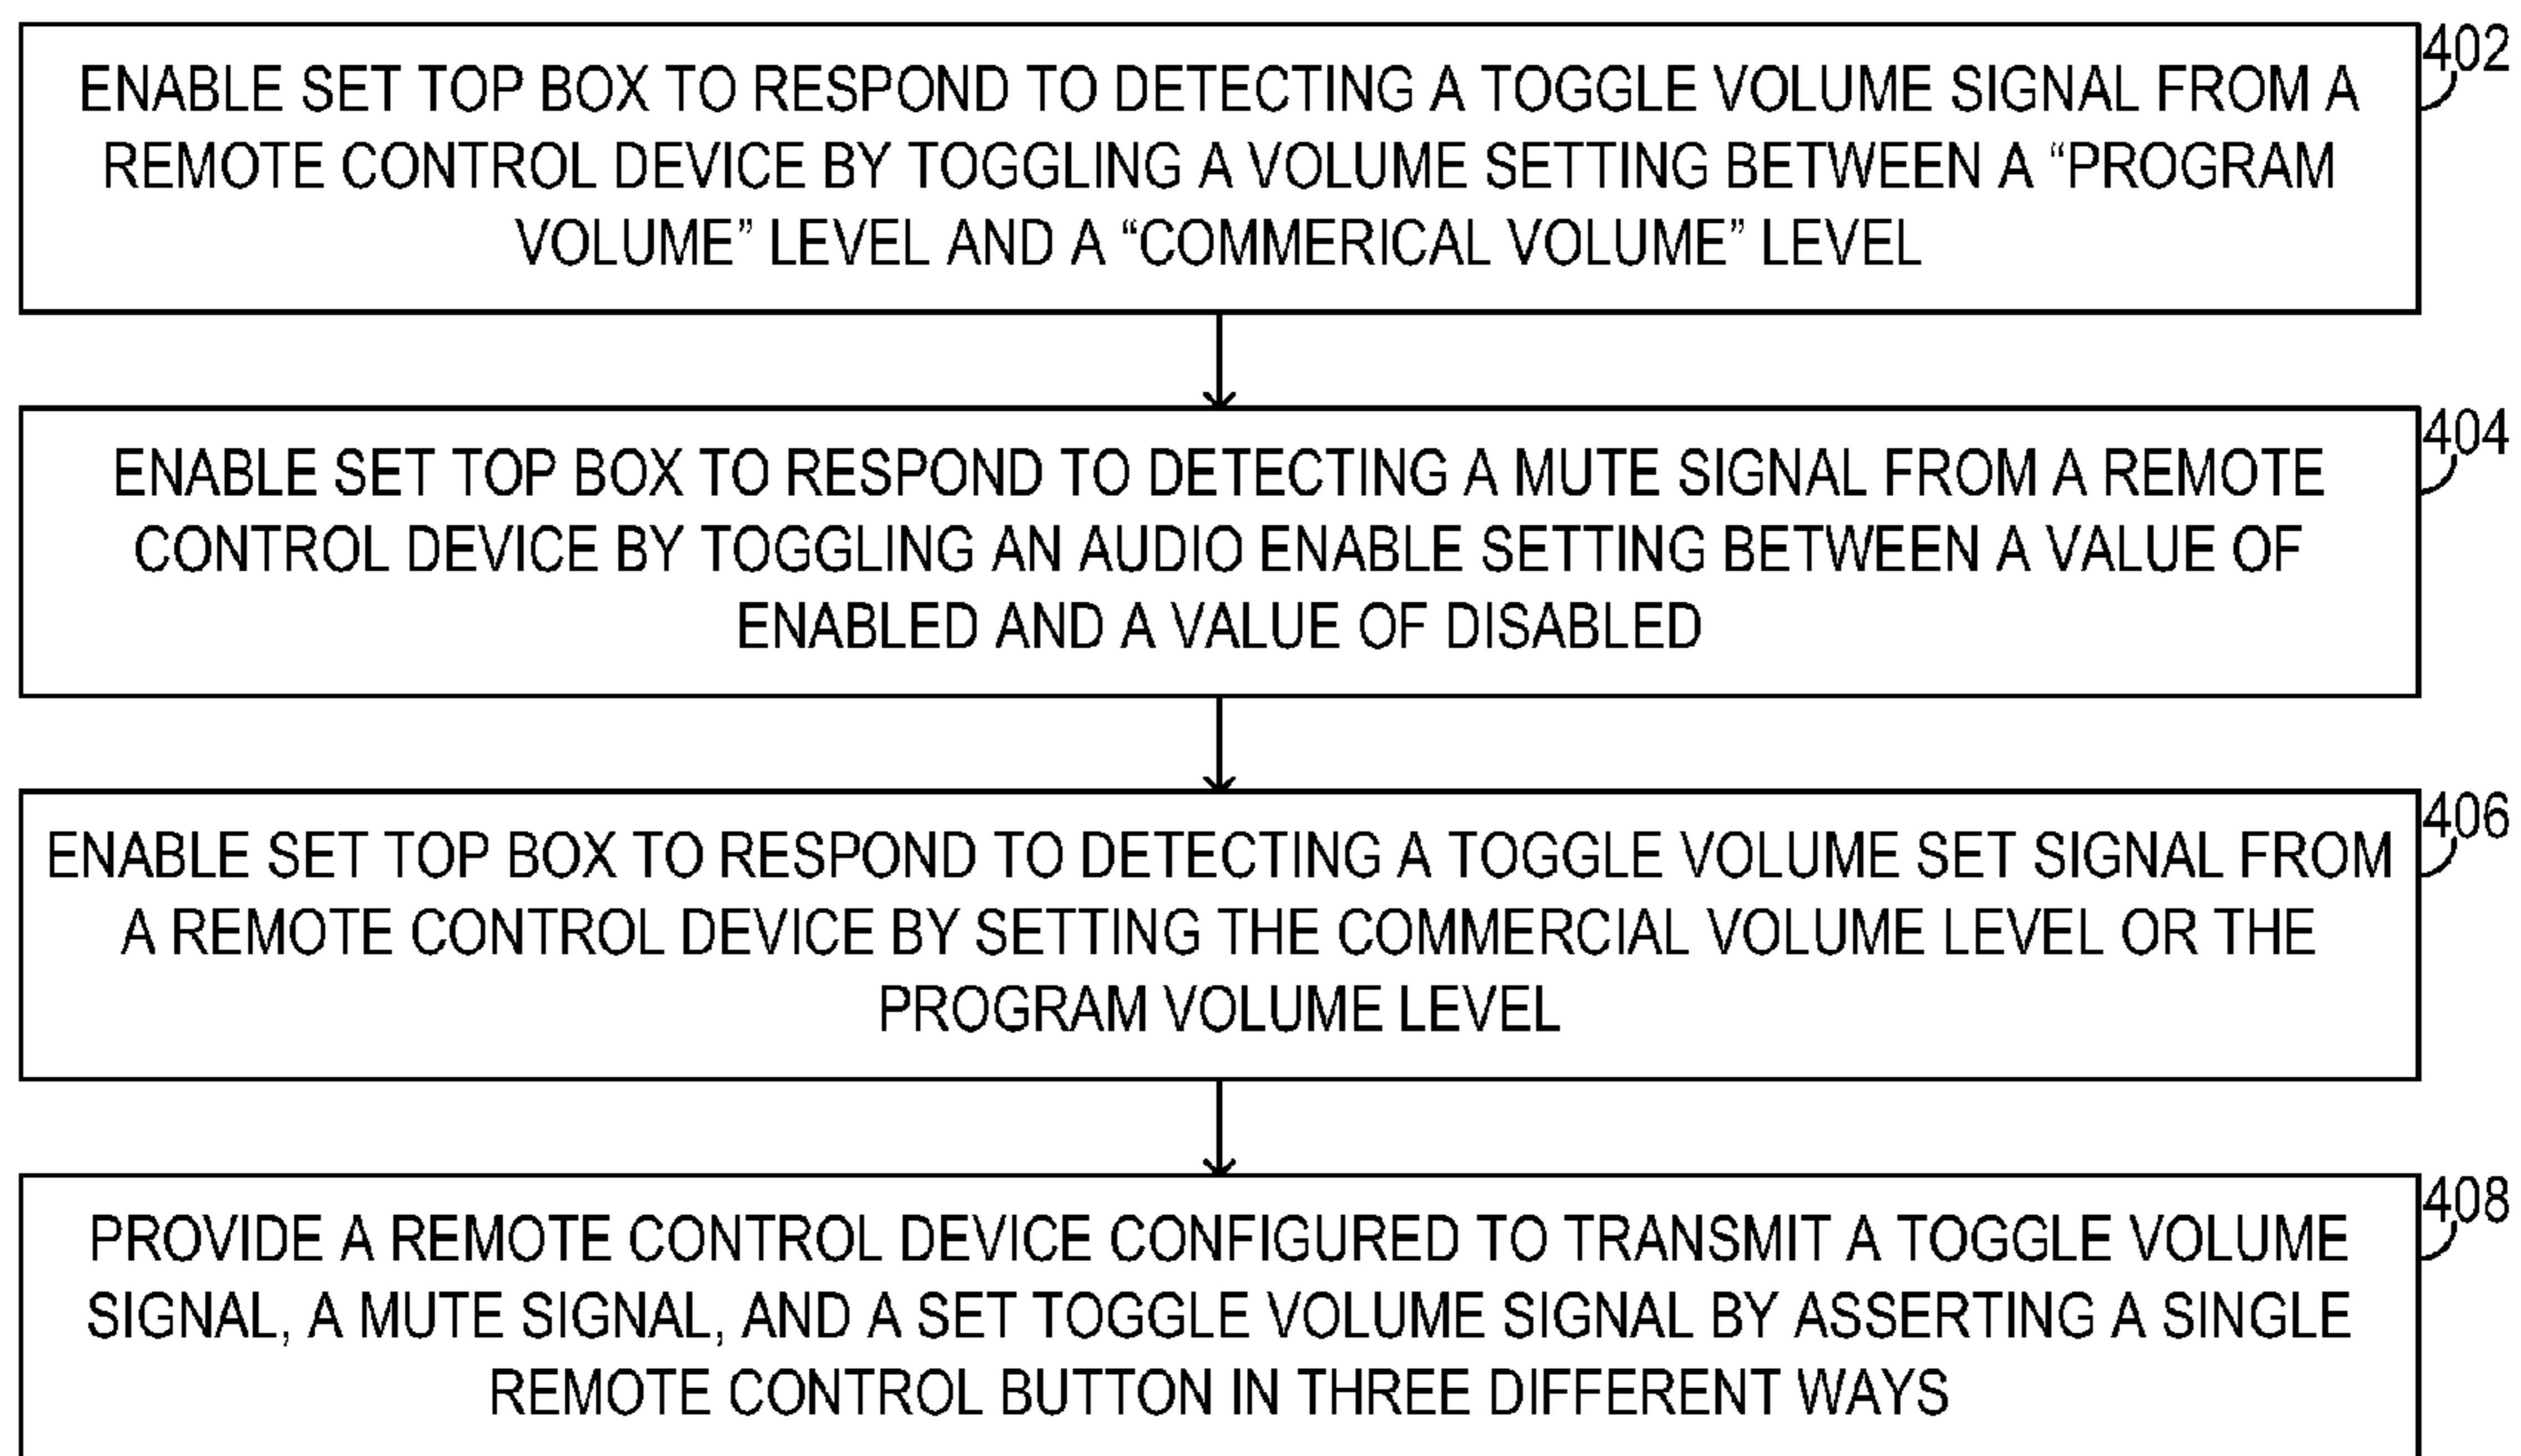 402
ENABLE SET TOP BOX TO RESPOND TO DETECTING A TOGGLE VOLUME SIGNAL FROM A
REMOTE CONTROL DEVICE BY TOGGLING A VOLUME SETTING BETWEEN A “PROGRAM
VOLUME” LEVEL AND A “COMMERICAL VOLUME” LEVEL
404
ENABLE SET TOP BOX TO RESPOND TO DETECTING A MUTE SIGNAL FROM A REMOTE
CONTROL DEVICE BY TOGGLING AN AUDIO ENABLE SETTING BETWEEN A VALUE OF
ENABLED AND A VALUE OF DISABLED
406
ENABLE SET TOP BOX TO RESPOND TO DETECTING A TOGGLE VOLUME SET SIGNAL FROM
A REMOTE CONTROL DEVICE BY SETTING THE COMMERCIAL VOLUME LEVEL OR THE
PROGRAM VOLUME LEVEL
408
PROVIDE A REMOTE CONTROL DEVICE CONFIGURED TO TRANSMIT A TOGGLE VOLUME
SIGNAL, A MUTE SIGNAL, AND A SET TOGGLE VOLUME SIGNAL BY ASSERTING A SINGLE
REMOTE CONTROL BUTTON IN THREE DIFFERENT WAYS